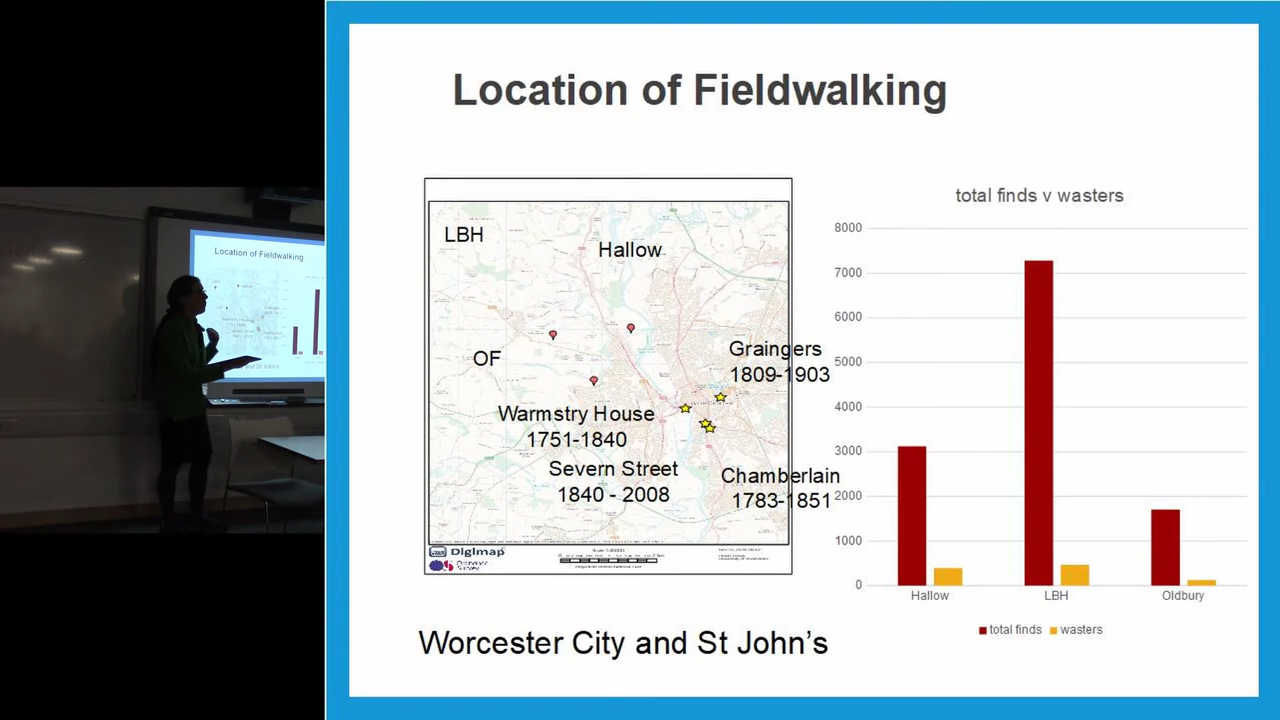 Location of Fieldwalking
LBH
Hallow
OF
Graingers
1809-1903
Warmstry House
1751-1840
Severn Street
1840 - 2008
Chamberlain
1783-1851
Digimap
Ordnance
Survey
Worcester City and St John's
total finds v wasters
8000
7000
6000
5000
4000
3000
2000
1000
0
Hallow LBH Oldbury
total finds wasters
Location of Fieldwalking